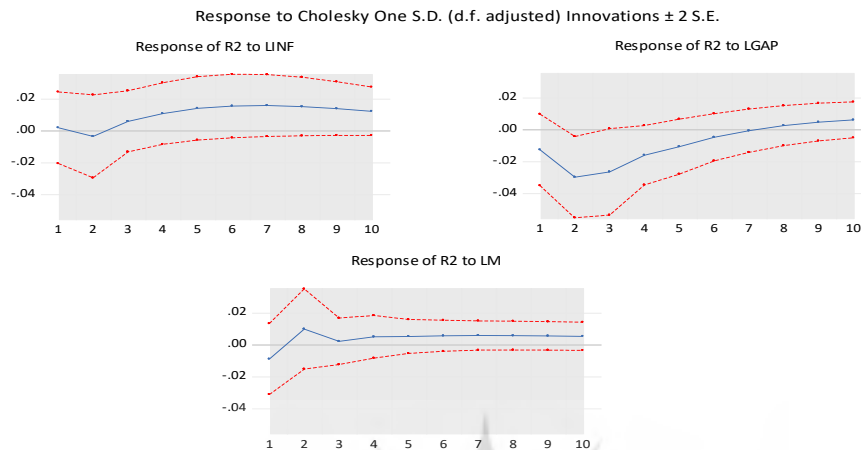 Response to Cholesky One S.D. (d.f. adjusted) Innovations ± 2 S.E.
Response of R2 to LINF
.02
.00
-.02
-.04
1 2 3 4 5 6 7 8 9 10
Response of R2 to LGAP
.02
.00
-.02
-.04
1 2 3 4 5 6 7 8 9 10
Response of R2 to LM
.02
.00
-.02
-.04
1 2 3 4 5 6 7 8 9 10